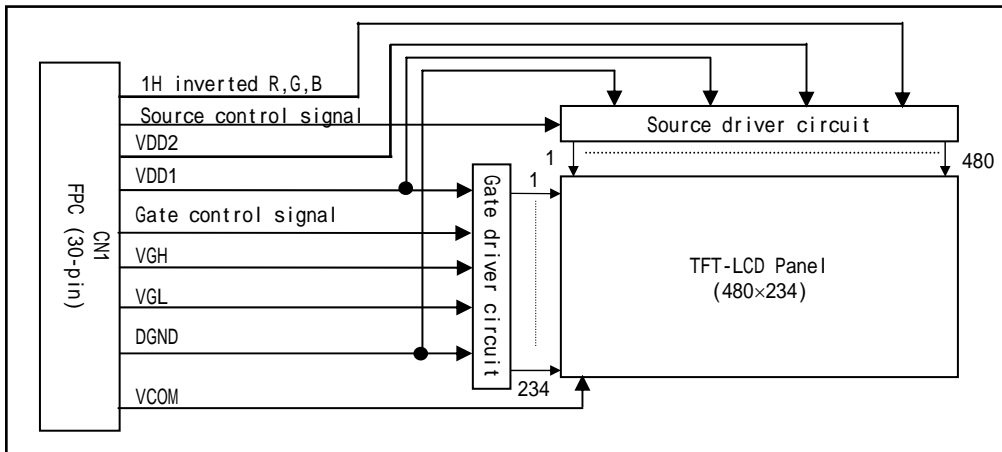 1H inverted R,G,B
Source control signal
VDD2
VDD1
Gate control signal
VGH
VGL
DGND
VCOM
CN1
FPC (30-pin)
Gate driver circuit
Source driver circuit
1
480
1
234
TFT-LCD Panel
(480×234)